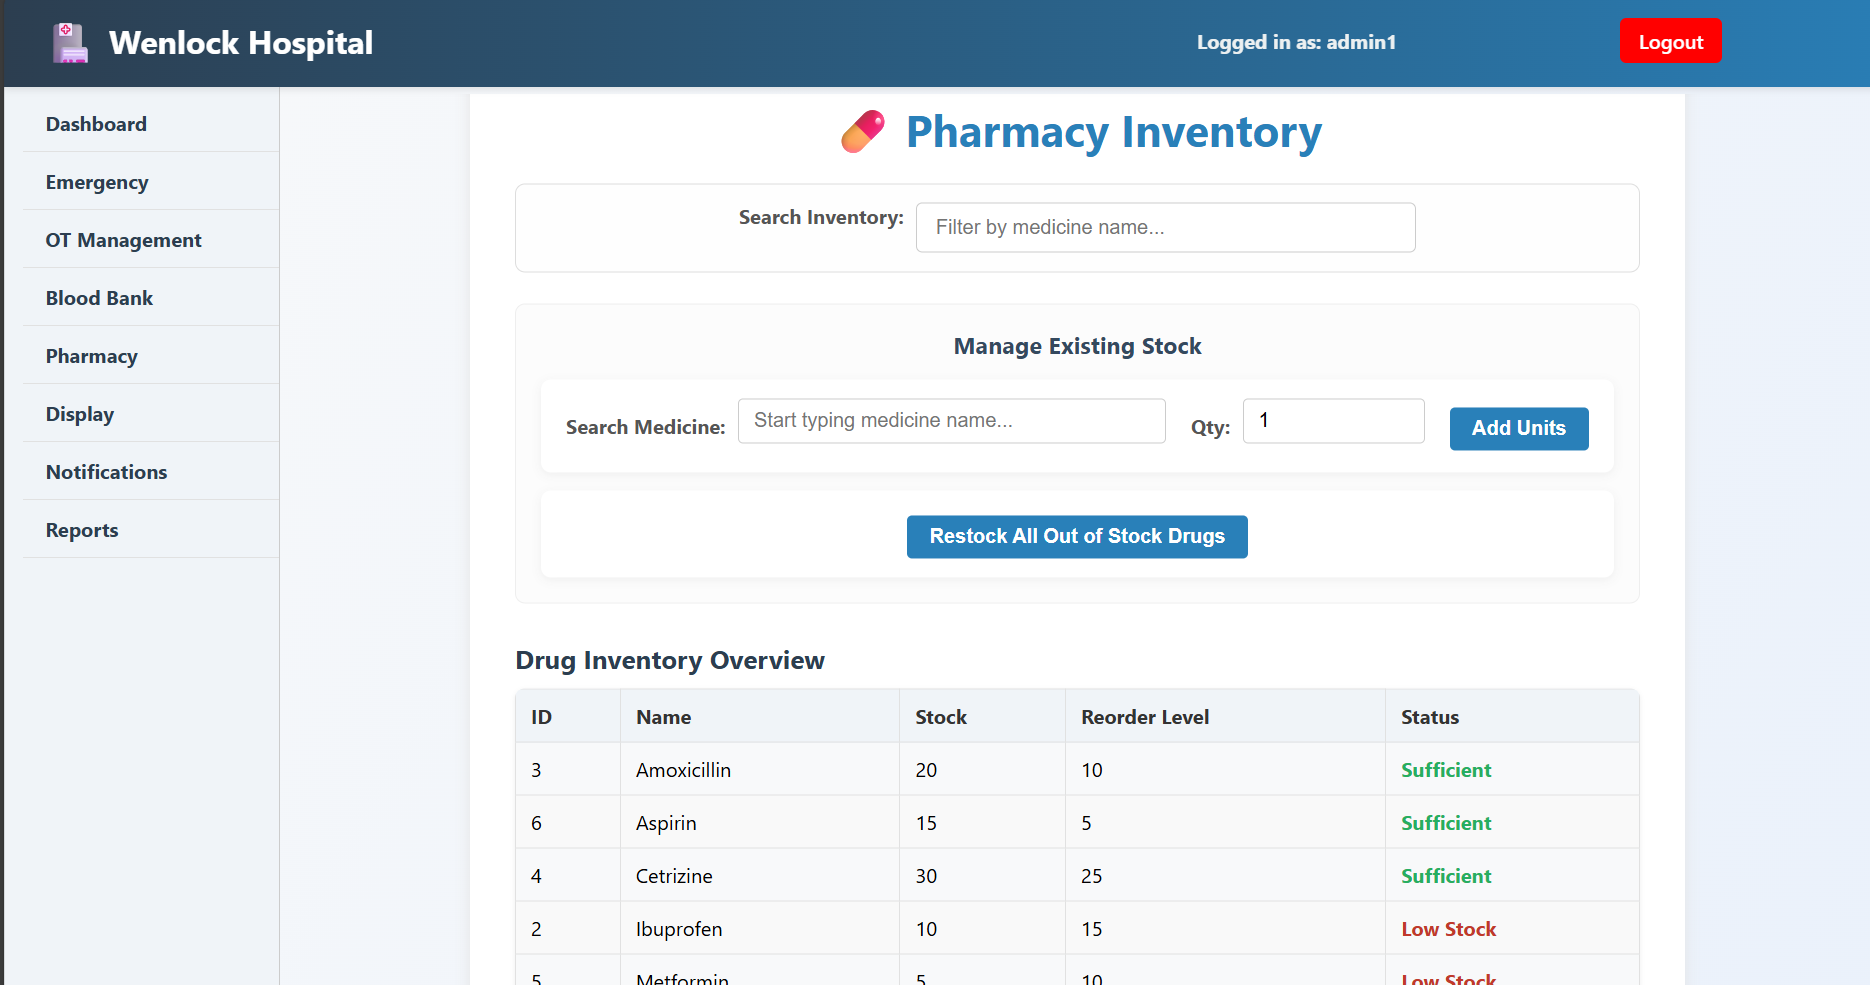 Wenlock Hospital
Logged in as: admin1
Logout
Dashboard
Emergency
OT Management
Blood Bank
Pharmacy
Display
Notifications
Reports
Pharmacy Inventory
Search Inventory: Filter by medicine name...
Manage Existing Stock
Search Medicine: Start typing medicine name... Qty: 1 Add Units
Restock All Out of Stock Drugs
Drug Inventory Overview
ID Name Stock Reorder Level Status
3 Amoxicillin 20 10 Sufficient
6 Aspirin 15 5 Sufficient
4 Cetrizine 30 25 Sufficient
2 Ibuprofen 10 15 Low Stock
5 Metformin 5 10 Low Stock